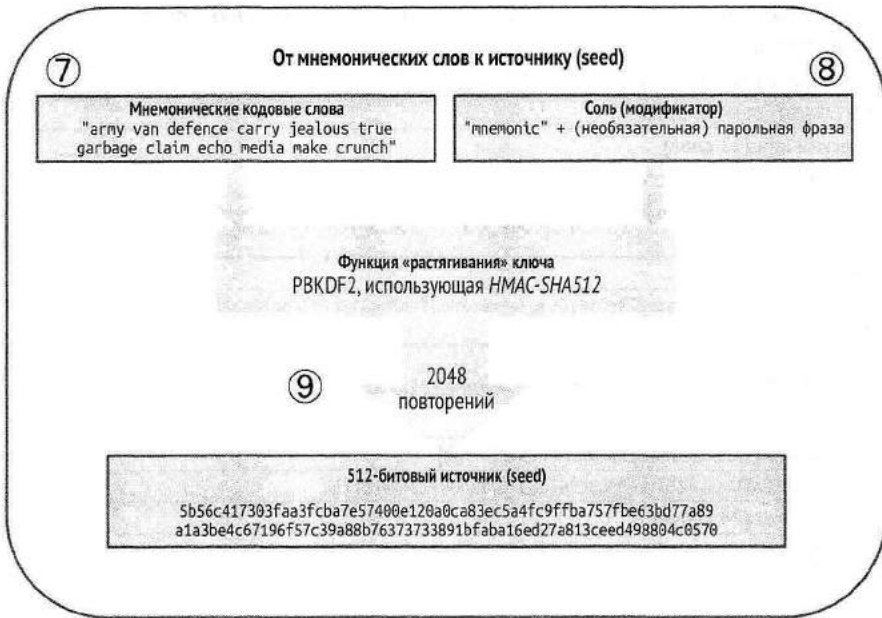 От мнемонических слов к источнику (seed)
⑦
⑧
Мнемонические кодовые слова
"army van defence carry jealous true
garbage claim echo media make crunch"
Соль (модификатор)
"mnemonic" + (необязательная) парольная фраза
Функция «растягивания» ключа
PBKDF2, использующая HMAC-SHA512
⑨
2048
повторений
512-битовый источник (seed)
5b56c417303faa3fcba7e57400e120a0ca83ec5a4fc9ffba757fbe63bd77a89
a1a3be4c67196f57c39a88b76373733891bfaba16ed27a813ceed498804c0570